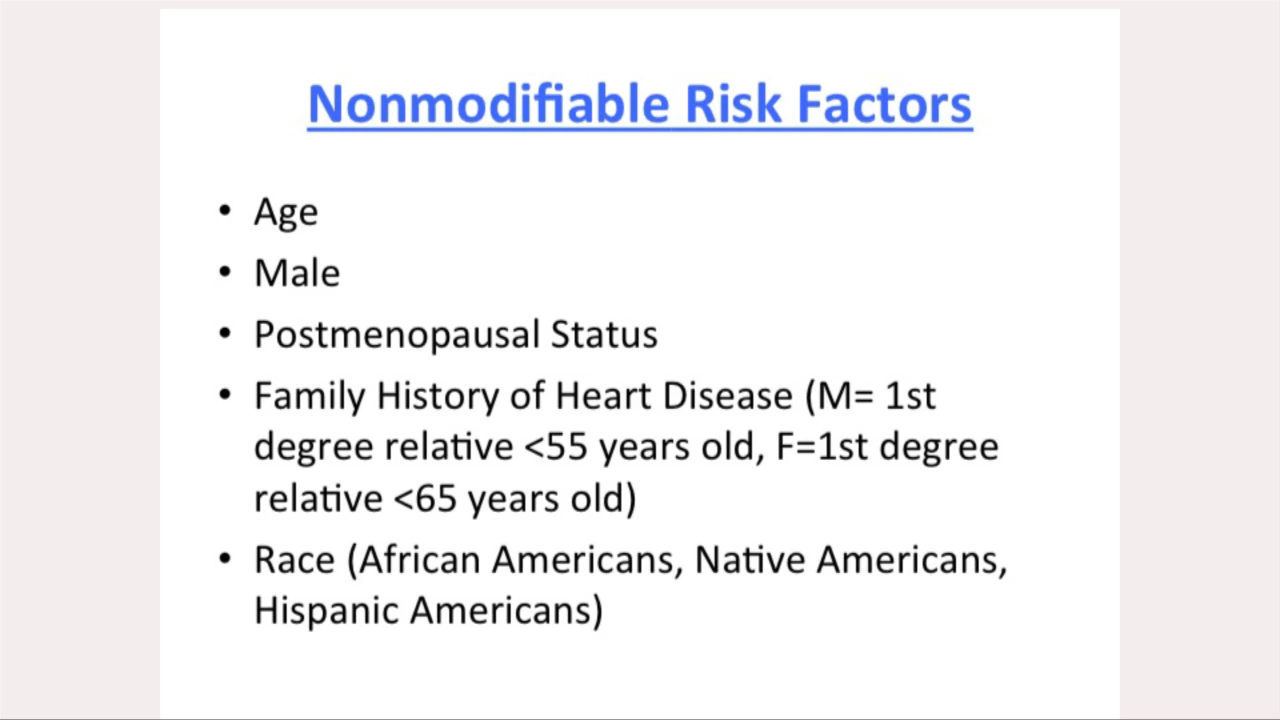 Nonmodifiable Risk Factors
• Age
• Male
• Postmenopausal Status
• Family History of Heart Disease (M= 1st
degree relative <55 years old, F=1st degree
relative <65 years old)
• Race (African Americans, Native Americans,
Hispanic Americans)